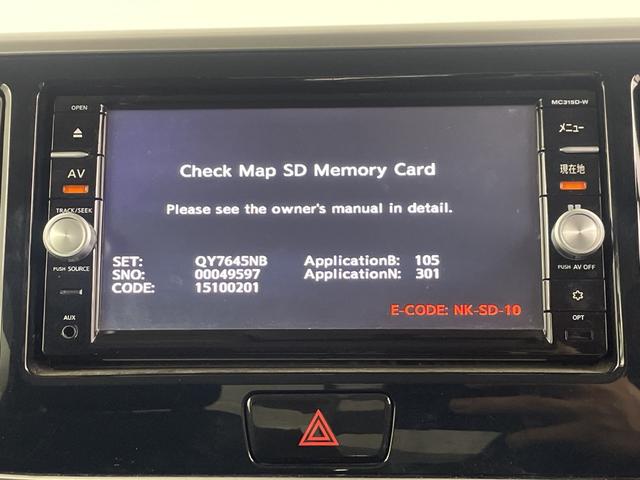 OPEN
MC315D-W
メニュー
AV
現在地
TRACK/SEEK
PUSH SOURCE
PUSH AV OFF
AUX
OPT
Check Map SD Memory Card
Please see the owner's manual in detail.
SET: QY7645NB ApplicationB: 105
SNO: 00049597 ApplicationN: 301
CODE: 15100201
E-CODE: NK-SD-10